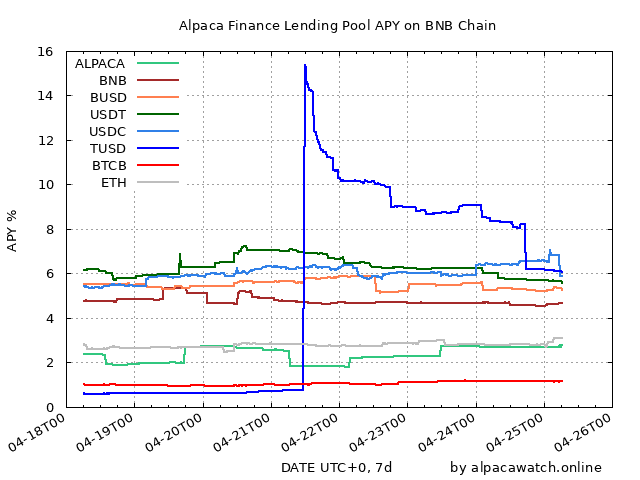 Alpaca Finance Lending Pool APY on BNB Chain
16
14
12
10
8
6
4
2
0
APY %
ALPACA
BNB
BUSD
USDT
USDC
TUSD
BTCB
ETH
04-18T00
04-19T00
04-20T00
04-21T00
04-22T00
04-23T00
04-24T00
04-25T00
04-26T00
DATE UTC+0, 7d
by alpacawatch.online